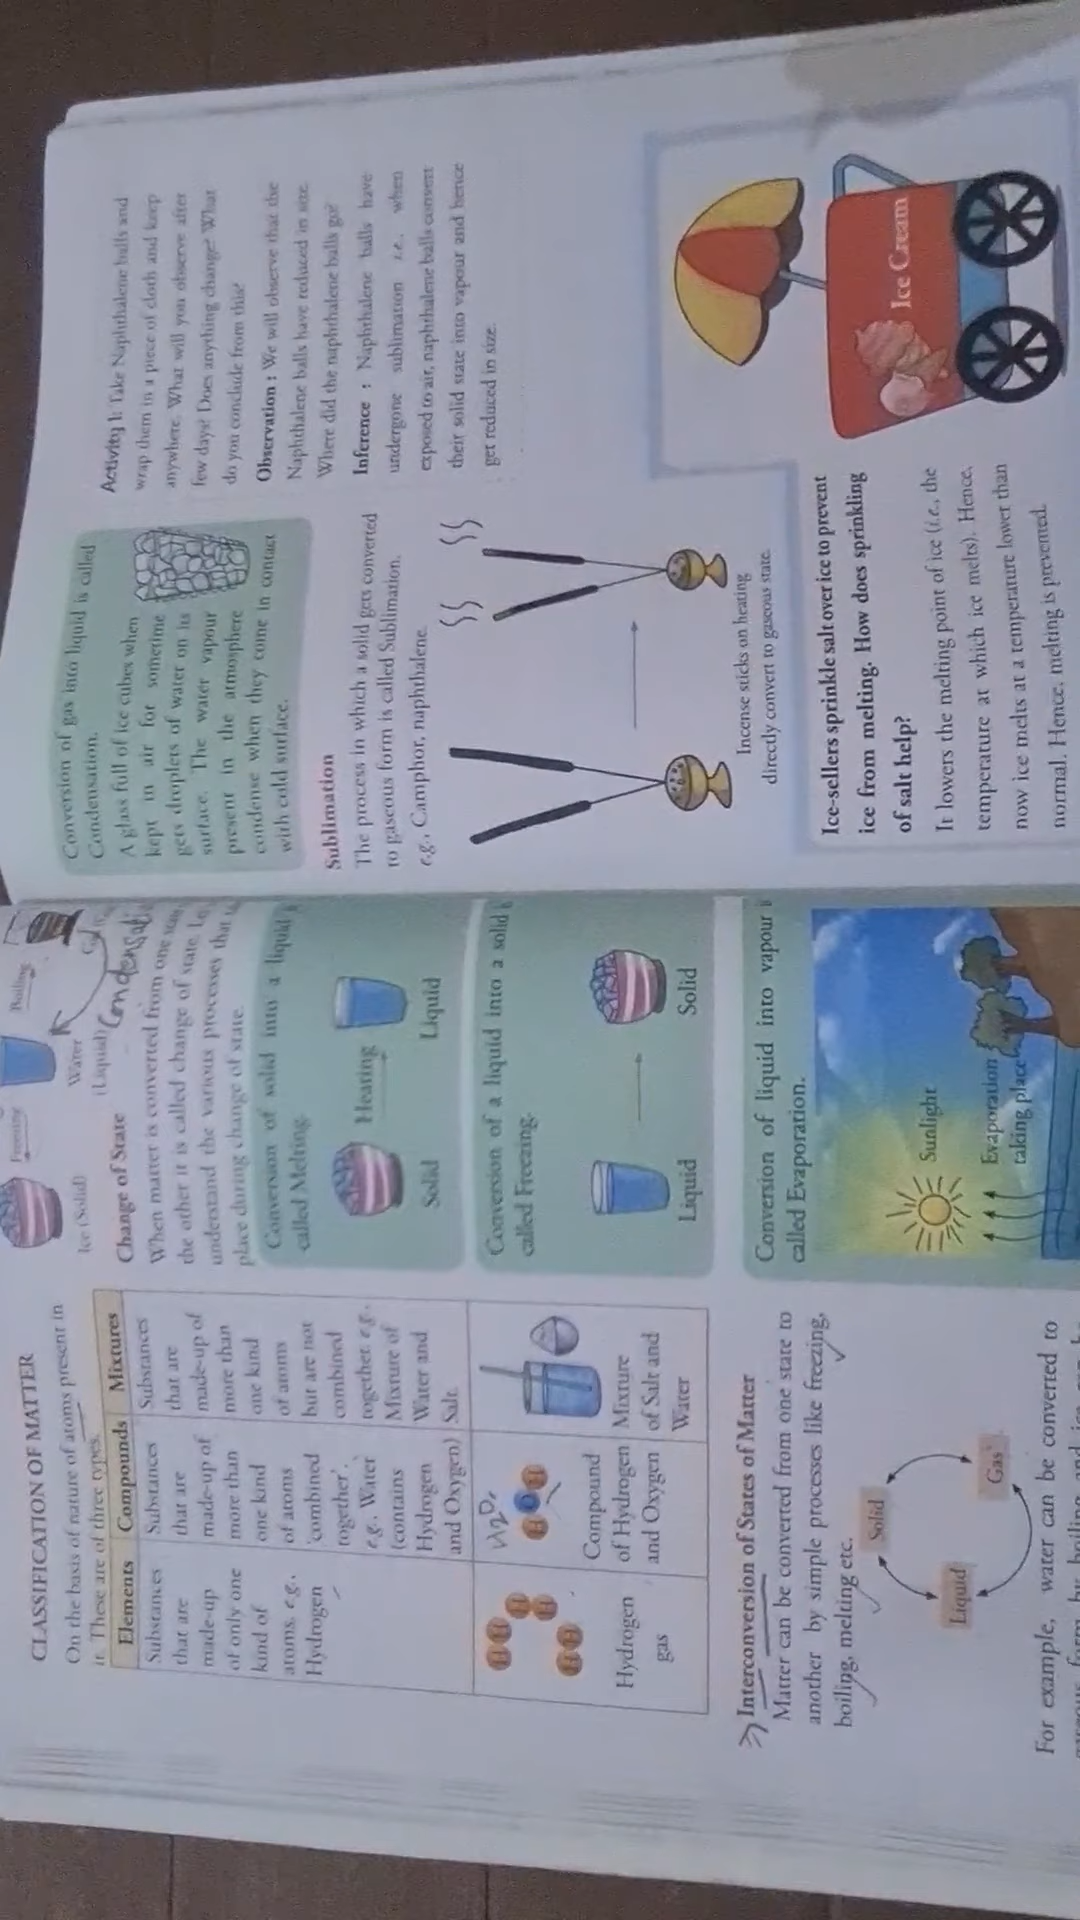 CLASSIFICATION OF MATTER
On the basis of nature of atoms present in
it. These are of three types.
Elements
Substances
that are
made-up
of only one
kind of
atoms, e.g.,
Hydrogen
Compounds
Substances
that are
made-up of
more than
one kind
of atoms
'combined
together'.
e.g., Water
(contains
Hydrogen
and Oxygen)
Mixtures
Substances
that are
made-up of
more than
one kind
of atoms
but are not
combined
together e.g.,
Mixture of
Water and
Salt.
H H
H H
H H
Hydrogen
gas
H2O
H O H
Compound
of Hydrogen
and Oxygen
Mixture
of Salt and
Water
Interconversion of States of Matter
Matter can be converted from one state to
another by simple processes like freezing,
boiling, melting etc.
Solid
Liquid
Gas
For example, water can be converted to
Freezing
Boiling
Ice (Solid)
Water
(Liquid)
Change of State
When matter is converted from one state
the other it is called change of state.
understand the various processes that
place during change of state.
Conversion of solid into a liquid
called Melting.
Heating
Solid
Liquid
Conversion of a liquid into a solid
called Freezing.
Liquid
Solid
Conversion of liquid into vapour
called Evaporation.
Sunlight
Evaporation
taking place
Conversion of gas into liquid is called
Condensation.
A glass full of ice cubes when
kept in air for sometime
gets droplets of water on its
surface. The water vapour
present in the atmosphere
condense when they come in contact
with cold surface.
Sublimation
The process in which a solid gets converted
to gaseous form is called Sublimation.
e.g., Camphor, naphthalene.
Incense sticks on heating
directly convert to gaseous state.
Activity 1: Take Naphthalene balls and
wrap them in a piece of cloth and keep
anywhere. What will you observe after
few days? Does anything change? What
do you conclude from this?
Observation : We will observe that the
Naphthalene balls have reduced in size.
Where did the naphthalene balls go?
Inference : Naphthalene balls have
undergone sublimation i.e., when
exposed to air, naphthalene balls convert
their solid state into vapour and hence
get reduced in size.
Ice-sellers sprinkle salt over ice to prevent
ice from melting. How does sprinkling
of salt help?
It lowers the melting point of ice (i.e., the
temperature at which ice melts). Hence,
now ice melts at a temperature lower than
normal. Hence, melting is prevented.
Ice Cream